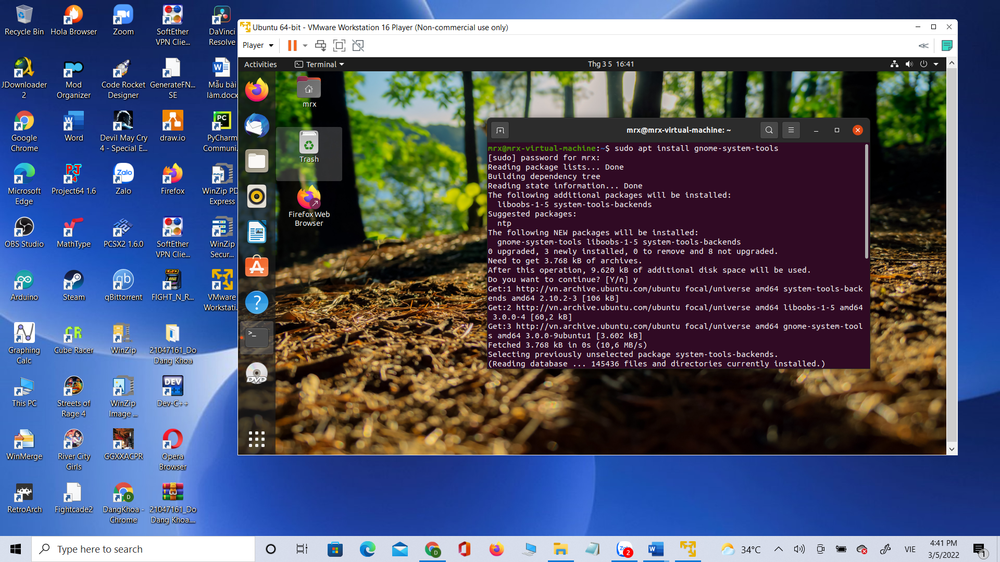 Recycle Bin
Hola Browser
Zoom
SoftEther
VPN Clie...
DaVinci
Resolve
JDownloader
2
Mod
Organizer
Code Rocket
Designer
GenerateFN...
SE
Mẫu bài
làm.docx
Google
Chrome
Word
Devil May Cry
4 - Special E...
draw.io
PyCharm
Communi...
Microsoft
Edge
Project64 1.6
Zalo
Firefox
WinZip PD
Express
OBS Studio
MathType
PCSX2 1.6.0
SoftEther
VPN Clie...
WinZip
Secur...
Arduino
Steam
qBittorrent
FIGHT_N_R...
VMware
Workstati...
Graphing
Calc
Cube Racer
WinZip
21047161_Do
Dang Khoa
This PC
Streets of
Rage 4
WinZip
Image ...
Dev-C++
WinMerge
River City
Girls
GGXXACPR
Opera
Browser
RetroArch
Fightcade2
DangKhoa -
Chrome
21047161_Do
Dang Khoa....
Ubuntu 64-bit - VMware Workstation 16 Player (Non-commercial use only)
Player
Activities
Terminal
Thg 3 5 16:41
mrx
Trash
Firefox Web
Browser
DVD
mrx@mrx-virtual-machine: ~
mrx@mrx-virtual-machine:~$ sudo apt install gnome-system-tools
[sudo] password for mrx:
Reading package lists... Done
Building dependency tree
Reading state information... Done
The following additional packages will be installed:
liboobs-1-5 system-tools-backends
Suggested packages:
ntp
The following NEW packages will be installed:
gnome-system-tools liboobs-1-5 system-tools-backends
0 upgraded, 3 newly installed, 0 to remove and 8 not upgraded.
Need to get 3.768 kB of archives.
After this operation, 9.620 kB of additional disk space will be used.
Do you want to continue? [Y/n] y
Get:1 http://vn.archive.ubuntu.com/ubuntu focal/universe amd64 system-tools-back
ends amd64 2.10.2-3 [106 kB]
Get:2 http://vn.archive.ubuntu.com/ubuntu focal/universe amd64 liboobs-1-5 amd64
3.0.0-4 [60,2 kB]
Get:3 http://vn.archive.ubuntu.com/ubuntu focal/universe amd64 gnome-system-tool
s amd64 3.0.0-9ubuntu1 [3.602 kB]
Fetched 3.768 kB in 0s (10,6 MB/s)
Selecting previously unselected package system-tools-backends.
(Reading database ... 145436 files and directories currently installed.)
Type here to search
34°C
VIE
4:41 PM
3/5/2022